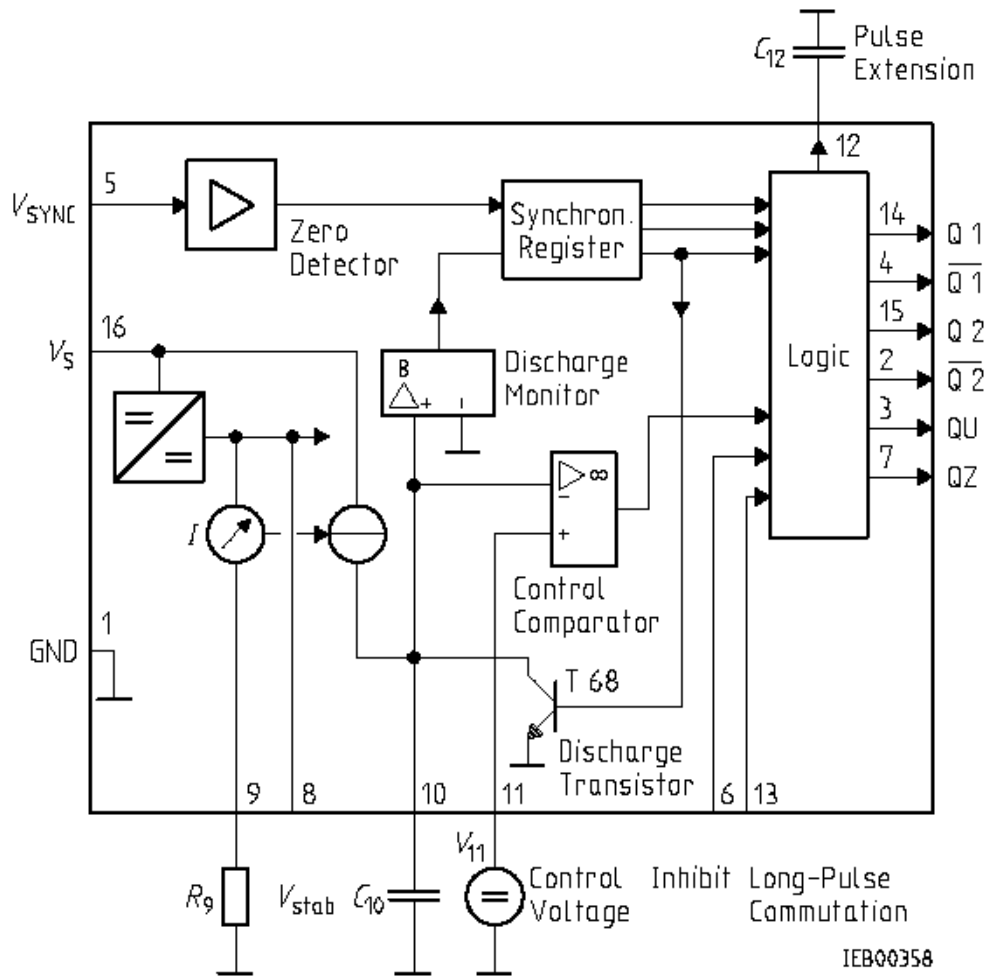 C12
Pulse
Extension
12
5
VSYNC
Zero
Detector
Synchron.
Register
14
Q 1
4
Q̅ 1̅
15
Q 2
2
Q̅ 2̅
3
QU
7
QZ
Logic
16
VS
B
+
-
Discharge
Monitor
=
=
∞
-
+
I
Control
Comparator
1
GND
T 68
Discharge
Transistor
9
8
10
11
6
13
R9
Vstab
C10
V11
=
Control
Voltage
Inhibit
Long-Pulse
Commutation
IEB00358